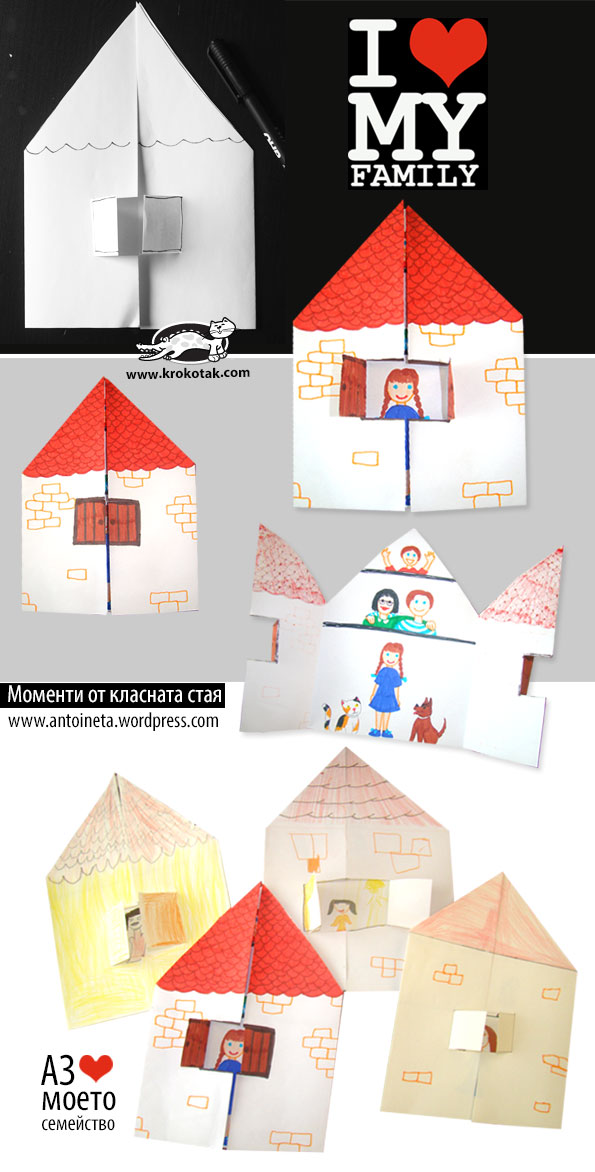 I ❤
MY
FAMILY
www.krokotak.com
Моменти от класната стая
www.antoineta.wordpress.com
АЗ ❤
моето
семейство